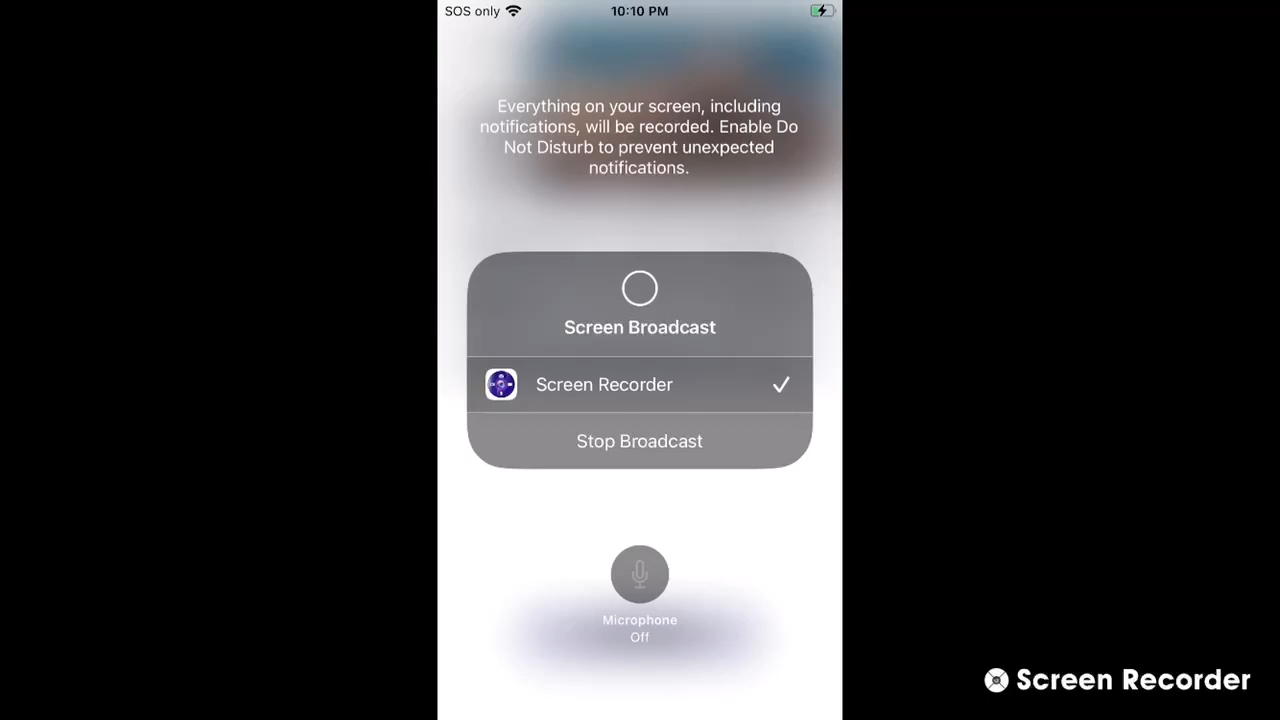 SOS only
10:10 PM
Everything on your screen, including
notifications, will be recorded. Enable Do
Not Disturb to prevent unexpected
notifications.
Screen Broadcast
Screen Recorder
Stop Broadcast
Microphone
Off
Screen Recorder